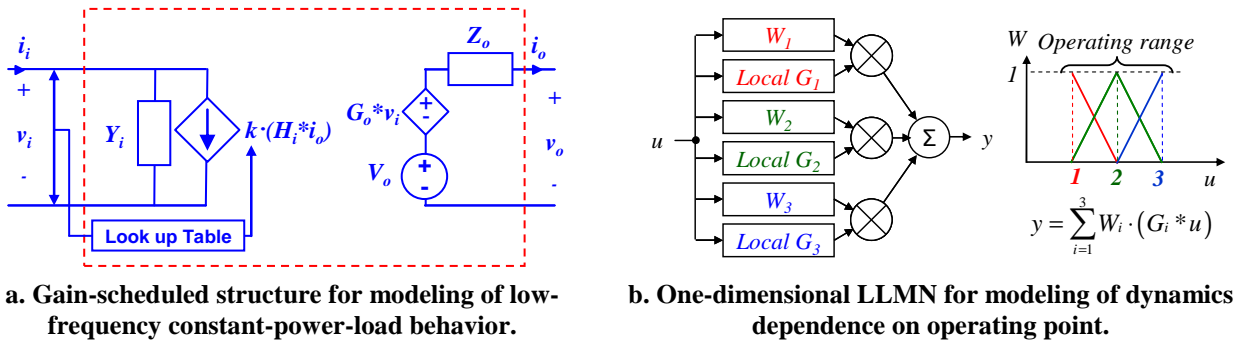 i_i
+
v_i
-
Y_i
k·(H_i*i_o)
Look up Table
G_o*v_i
+
-
V_o
+
-
Z_o
i_o
+
v_o
-
a. Gain-scheduled structure for modeling of low-
frequency constant-power-load behavior.
u
W_1
Local G_1
W_2
Local G_2
W_3
Local G_3
Σ
y
W
Operating range
1
1 2 3
u
y = \sum_{i=1}^{3} W_i · (G_i * u)
b. One-dimensional LLMN for modeling of dynamics
dependence on operating point.